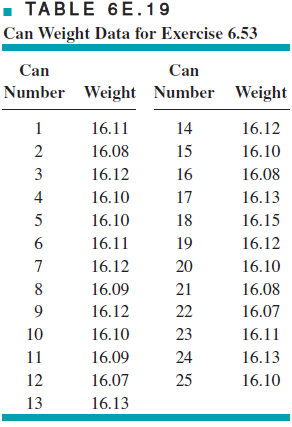 TABLE 6E.19
Can Weight Data for Exercise 6.53
Can Can
Number Weight Number Weight
1 16.11 14 16.12
2 16.08 15 16.10
3 16.12 16 16.08
4 16.10 17 16.13
5 16.10 18 16.15
6 16.11 19 16.12
7 16.12 20 16.10
8 16.09 21 16.08
9 16.12 22 16.07
10 16.10 23 16.11
11 16.09 24 16.13
12 16.07 25 16.10
13 16.13